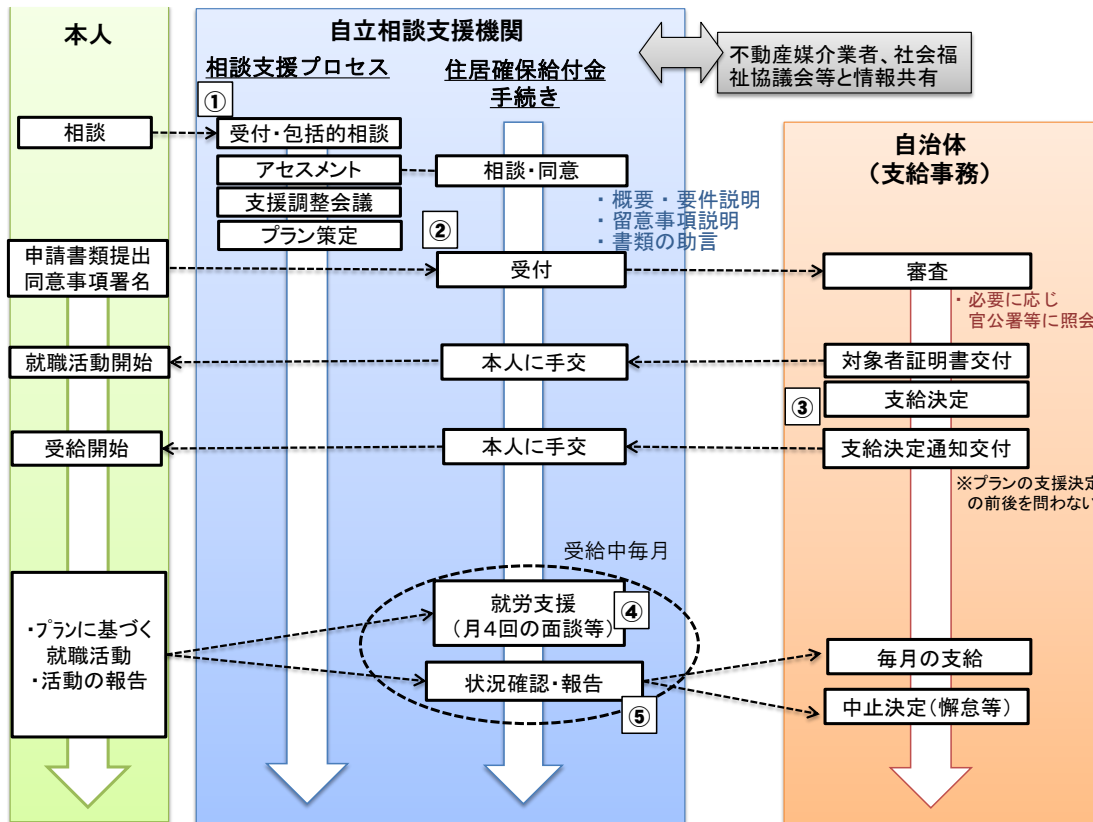 本人
自立相談支援機関
相談支援プロセス
住居確保給付金
手続き
不動産媒介業者、社会福
祉協議会等と情報共有
自治体
（支給事務）
①
相談
受付・包括的相談
アセスメント
相談・同意
支援調整会議
プラン策定
・概要・要件説明
・留意事項説明
・書類の助言
②
申請書類提出
同意事項署名
受付
審査
・必要に応じ
官公署等に照会
就職活動開始
本人に手交
対象者証明書交付
③
支給決定
受給開始
本人に手交
支給決定通知交付
※プランの支援決定
の前後を問わない
受給中毎月
・プランに基づく
就職活動
・活動の報告
就労支援
（月４回の面談等）
④
状況確認・報告
⑤
毎月の支給
中止決定（懈怠等）